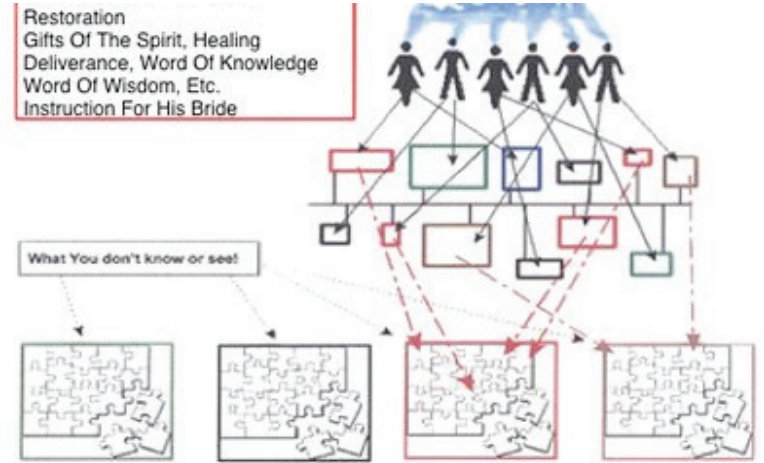 Restoration
Gifts Of The Spirit, Healing
Deliverance, Word Of Knowledge
Word Of Wisdom, Etc.
Instruction For His Bride
What You don't know or see!